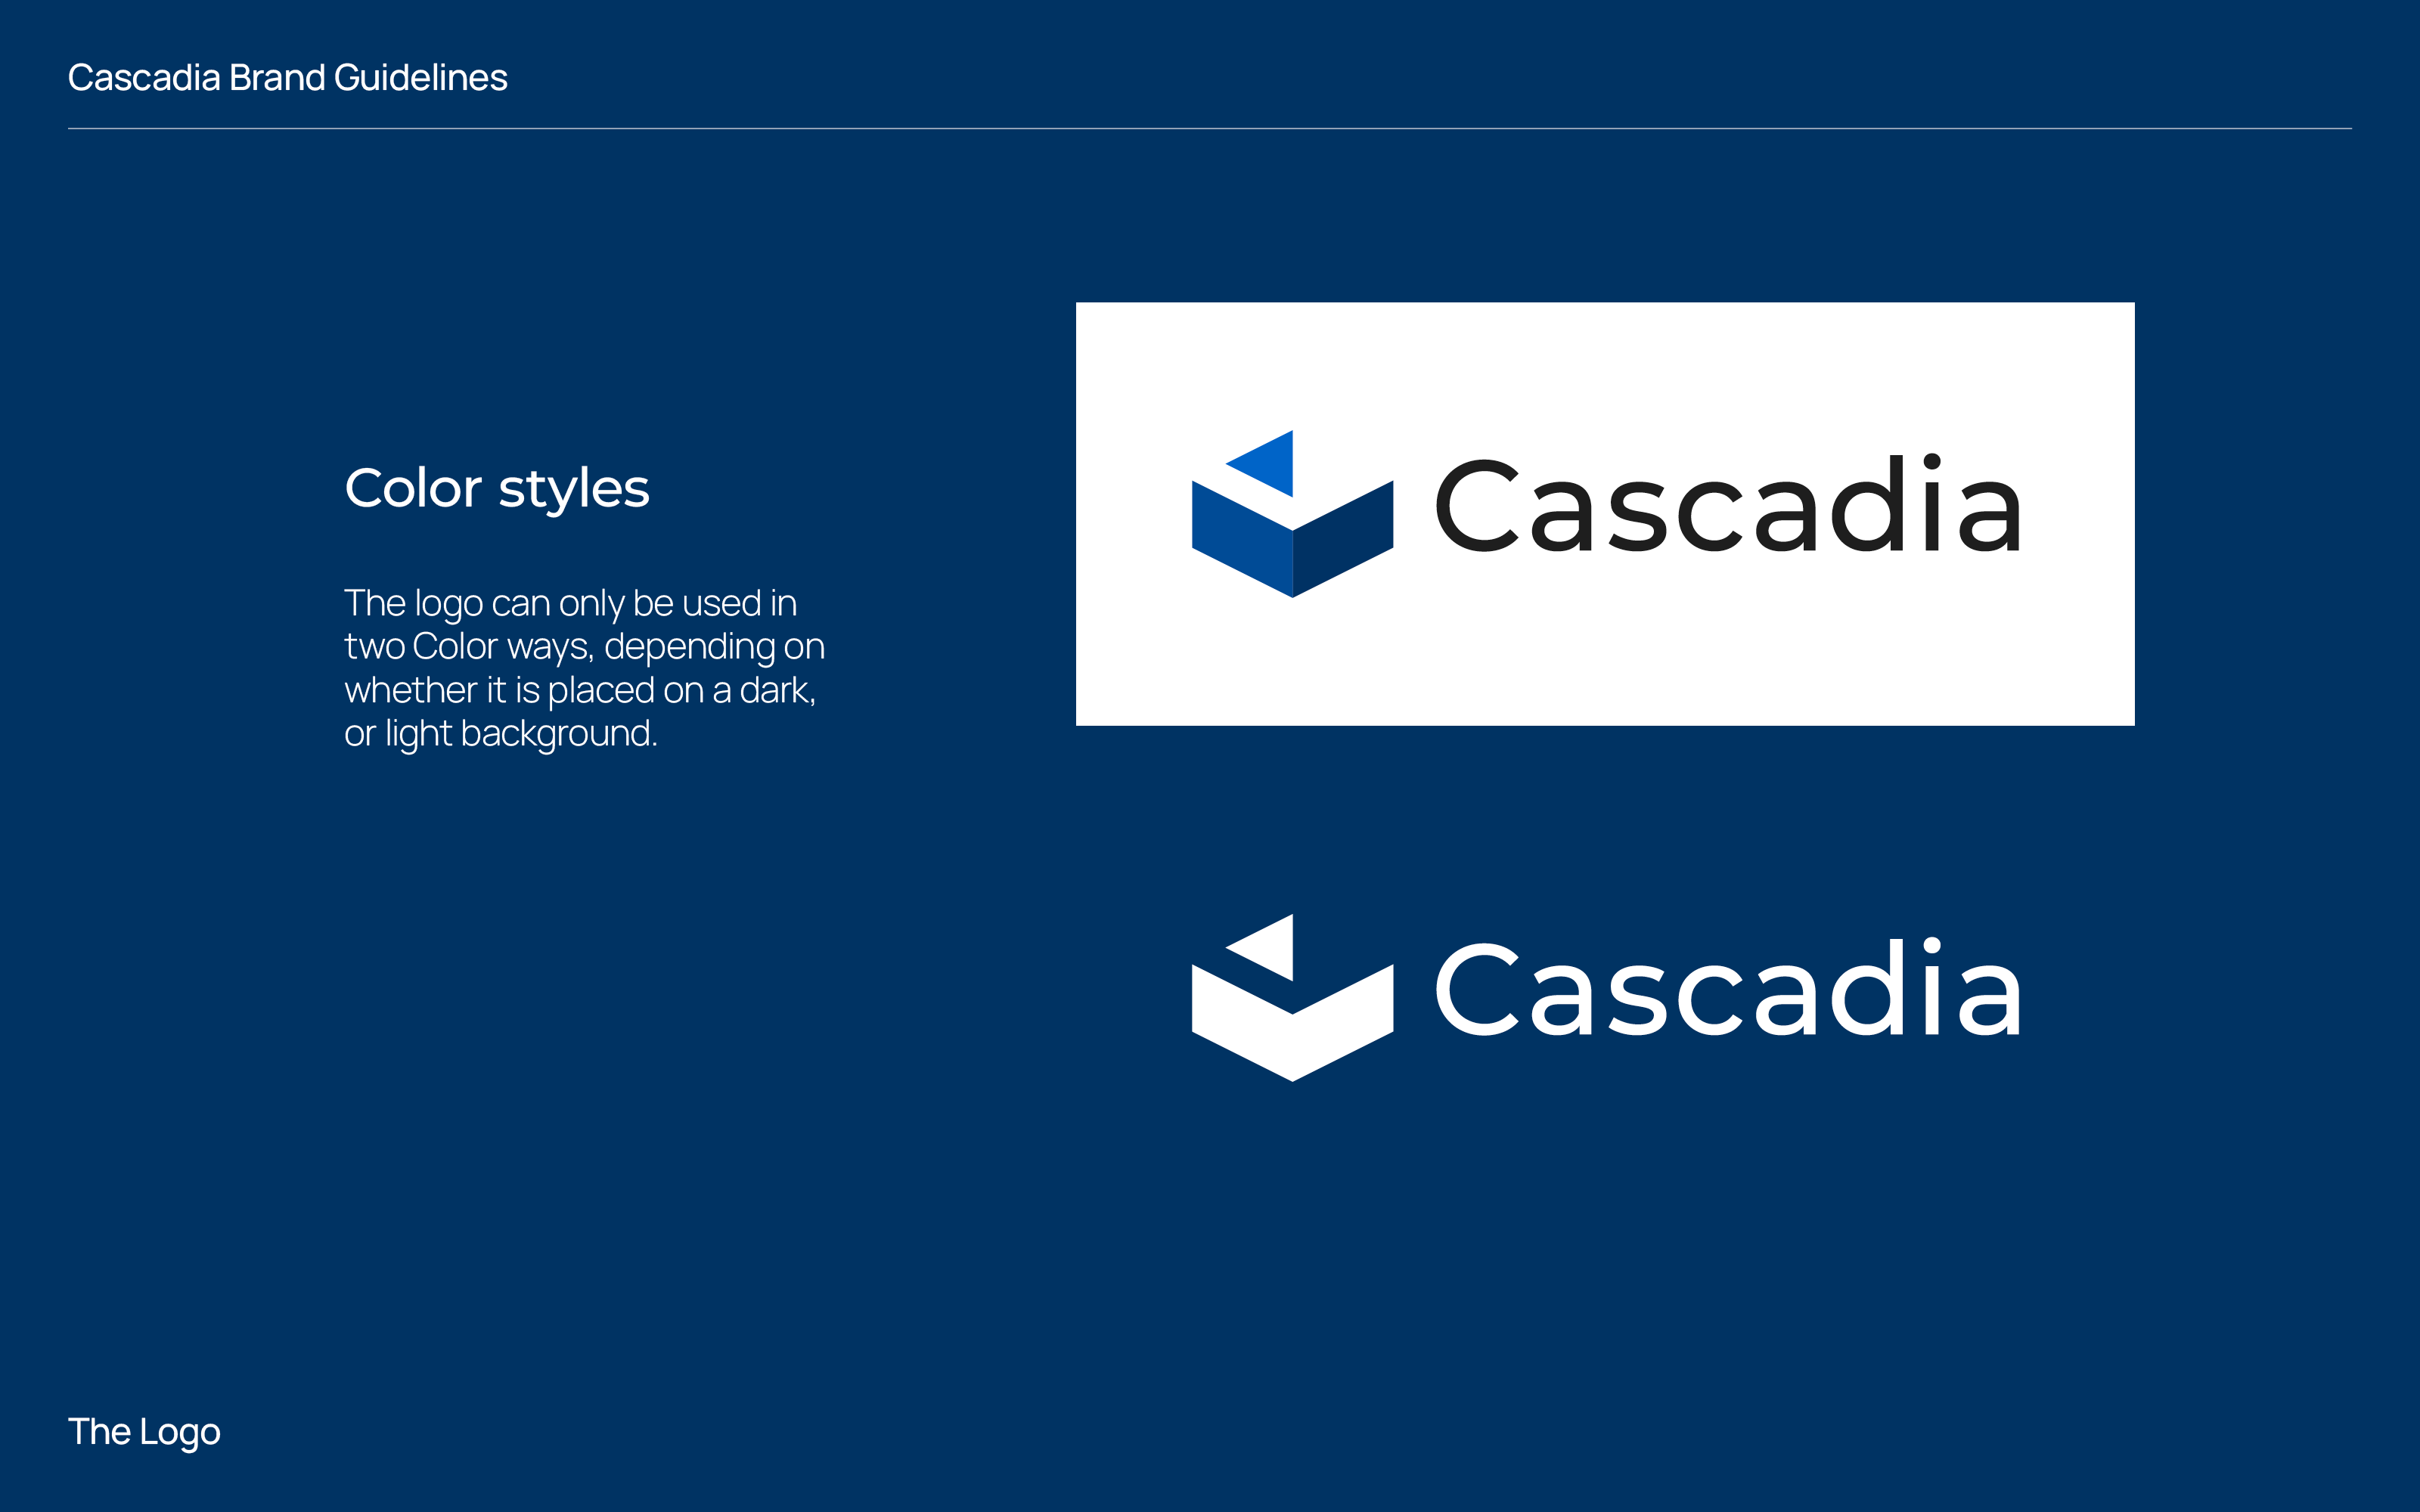 Cascadia Brand Guidelines
Color styles
The logo can only be used in
two Color ways, depending on
whether it is placed on a dark,
or light background.
Cascadia
Cascadia
The Logo